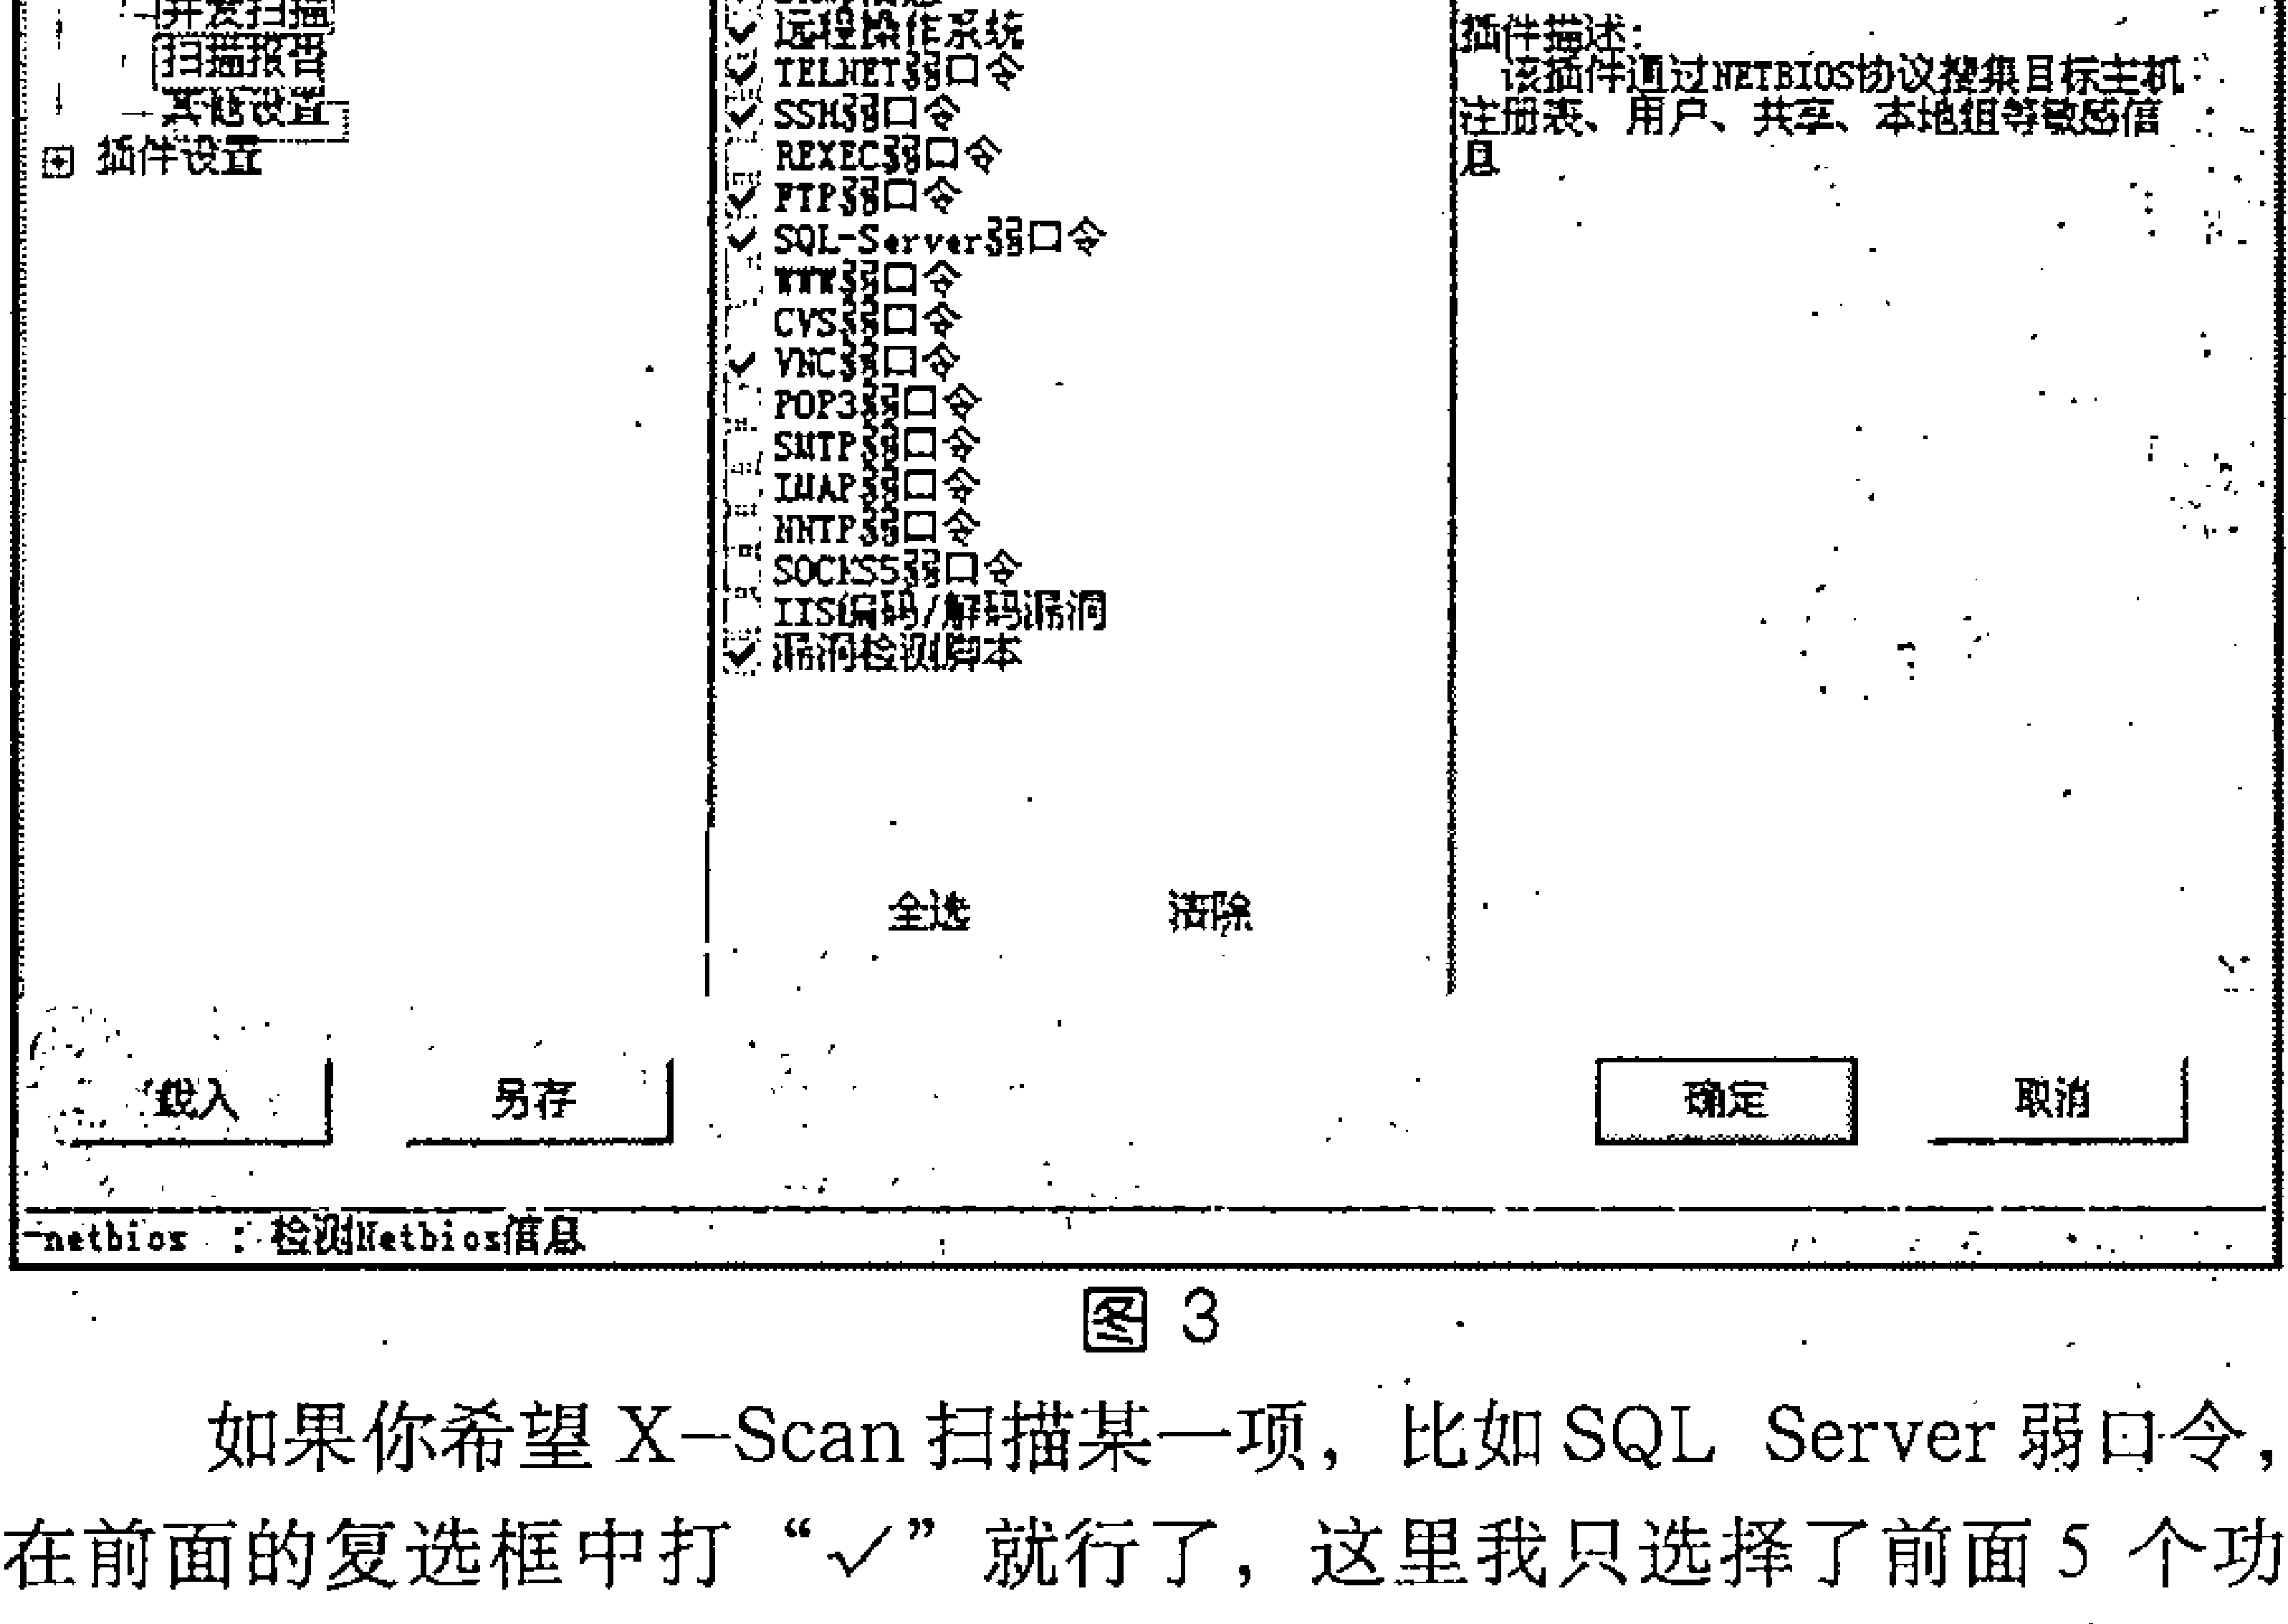 并发扫描
扫描报告
其他设置
插件设置
远程操作系统
TELNET弱口令
SSH弱口令
REXEC弱口令
FTP弱口令
SQL-Server弱口令
WWW弱口令
CVS弱口令
VNC弱口令
POP3弱口令
SMTP弱口令
IMAP弱口令
NNTP弱口令
SOCKS5弱口令
IIS编码/解码漏洞
漏洞检测脚本
全选 清除
插件描述:
该插件通过NETBIOS协议搜集目标主机
注册表、用户、共享、本地组等敏感信
息
载入 另存 确定 取消
-netbios : 检测Netbios信息
图 3
如果你希望 X-Scan 扫描某一项，比如 SQL Server 弱口令，
在前面的复选框中打“✓”就行了，这里我只选择了前面 5 个功